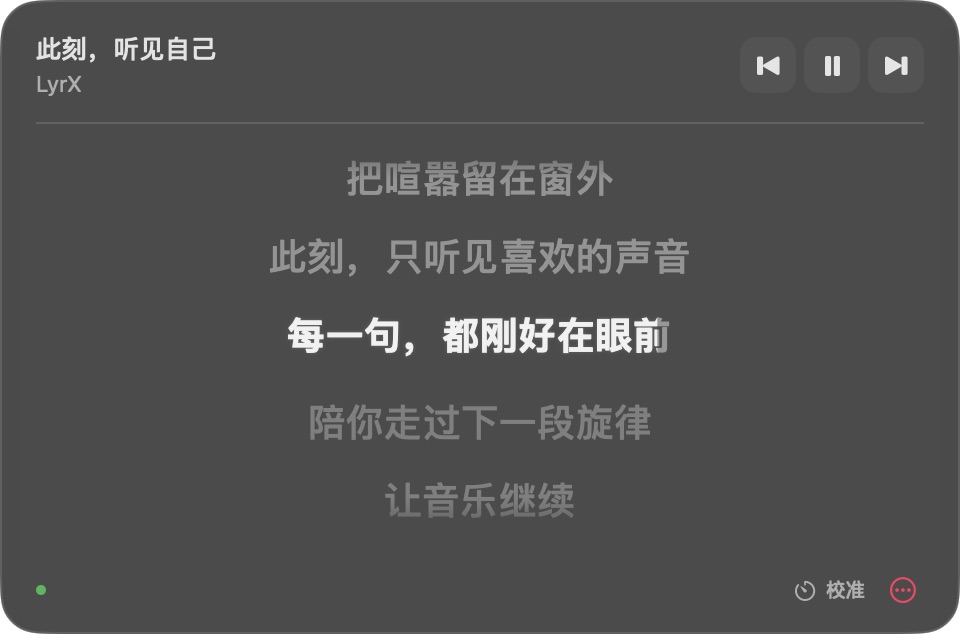 此刻，听见自己
LyrX
把喧嚣留在窗外
此刻，只听见喜欢的声音
每一句，都刚好在眼前
陪你走过下一段旋律
让音乐继续
校准